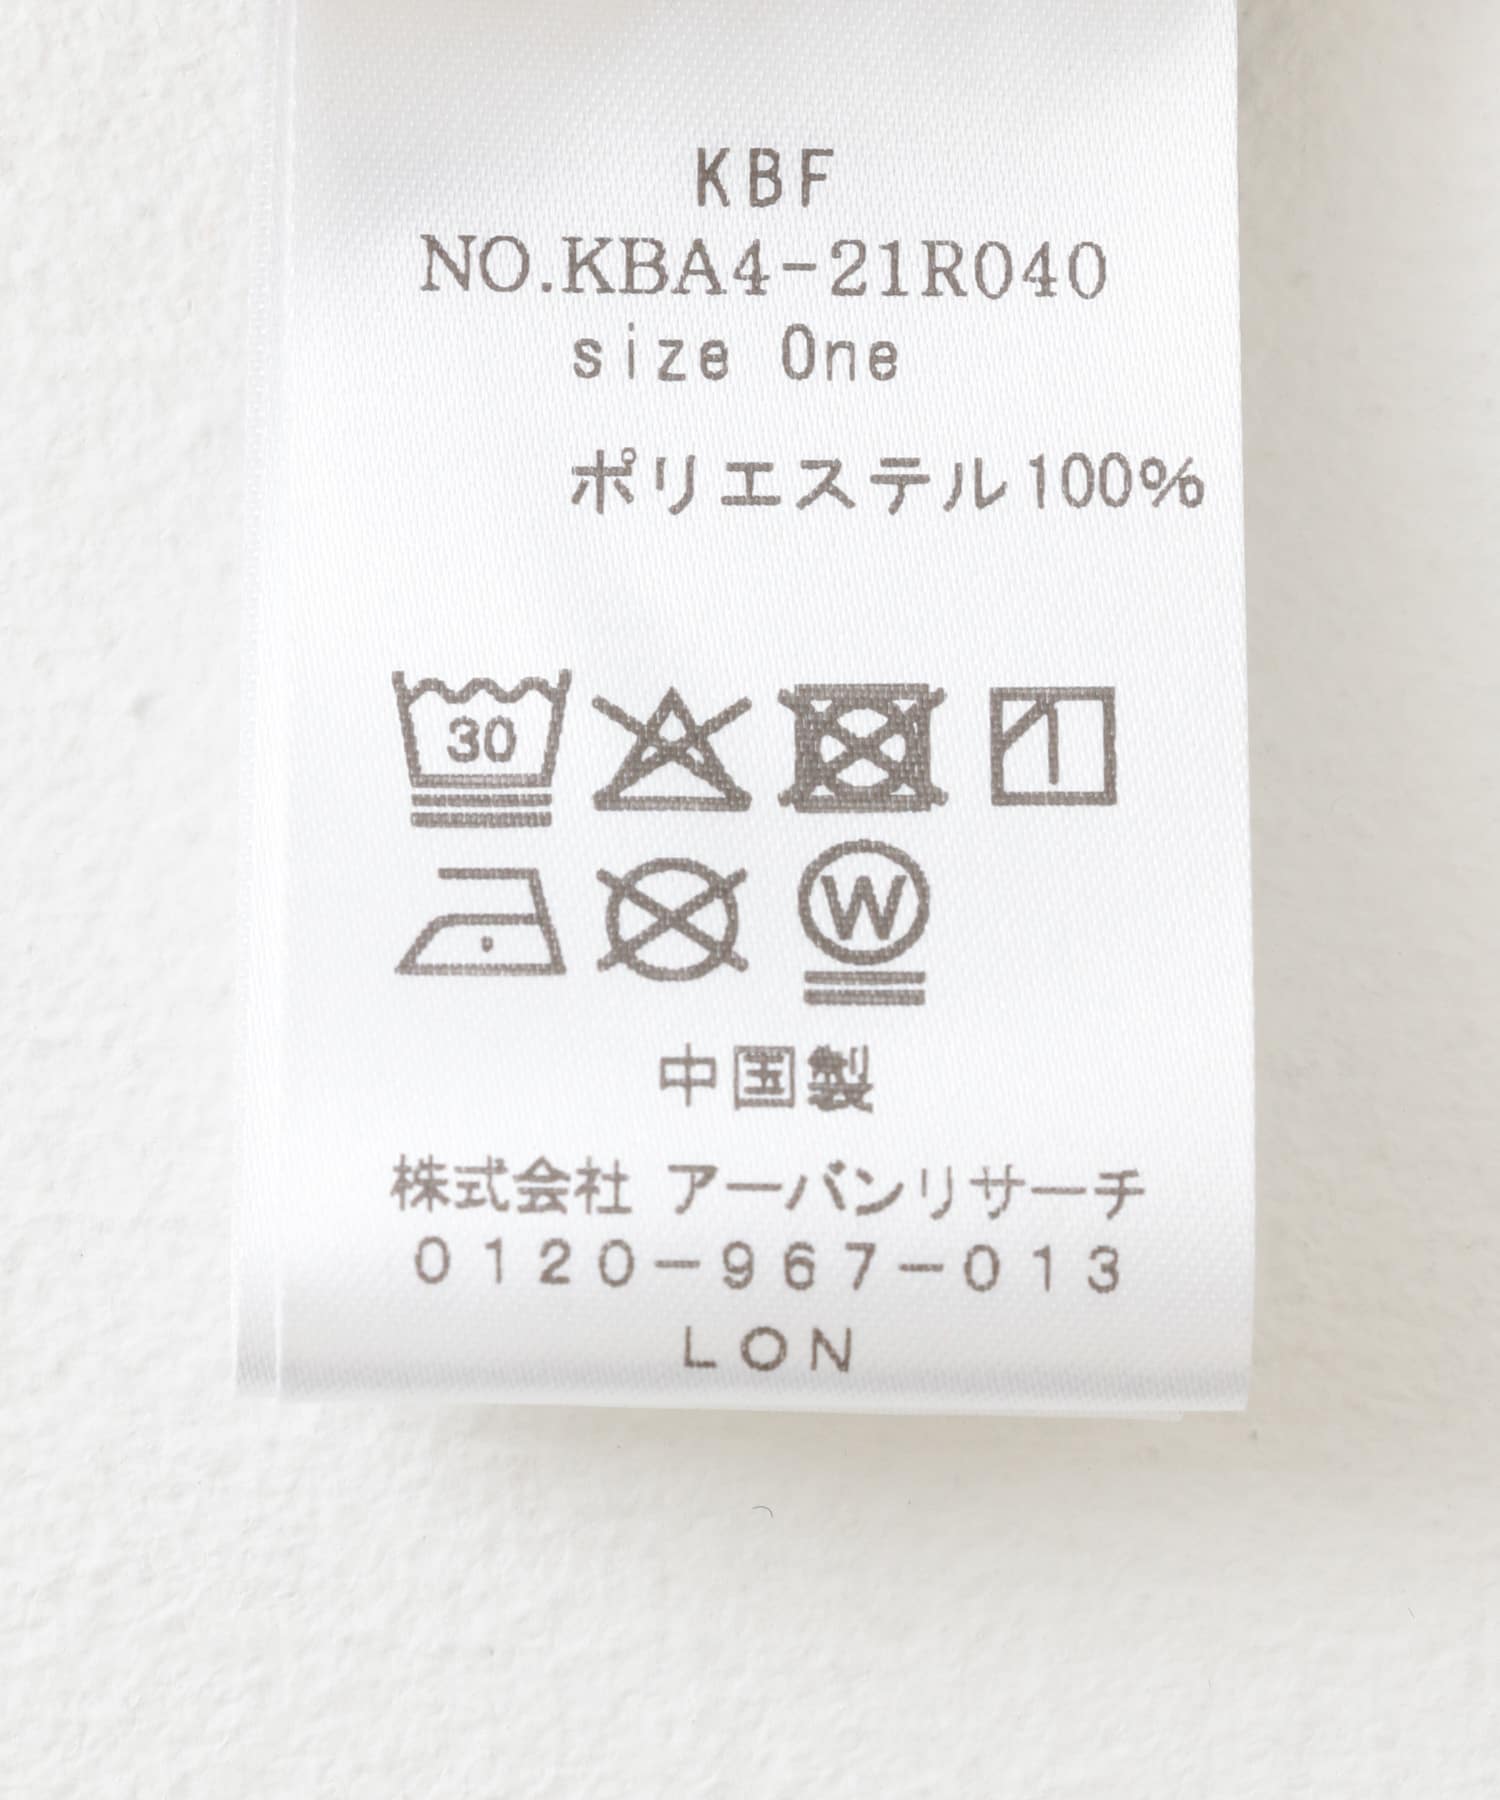 KBF
NO.KBA4-21R040
size One
ポリエステル100%
30
W
中国製
株式会社 アーバンリサーチ
0120-967-013
LON